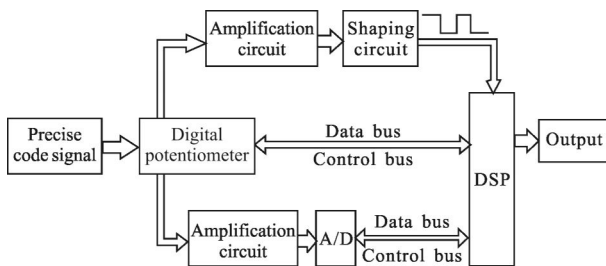 Amplification
circuit
Shaping
circuit
Precise
code signal
Digital
potentiometer
Data bus
Control bus
DSP
Output
Amplification
circuit
A/D
Data bus
Control bus